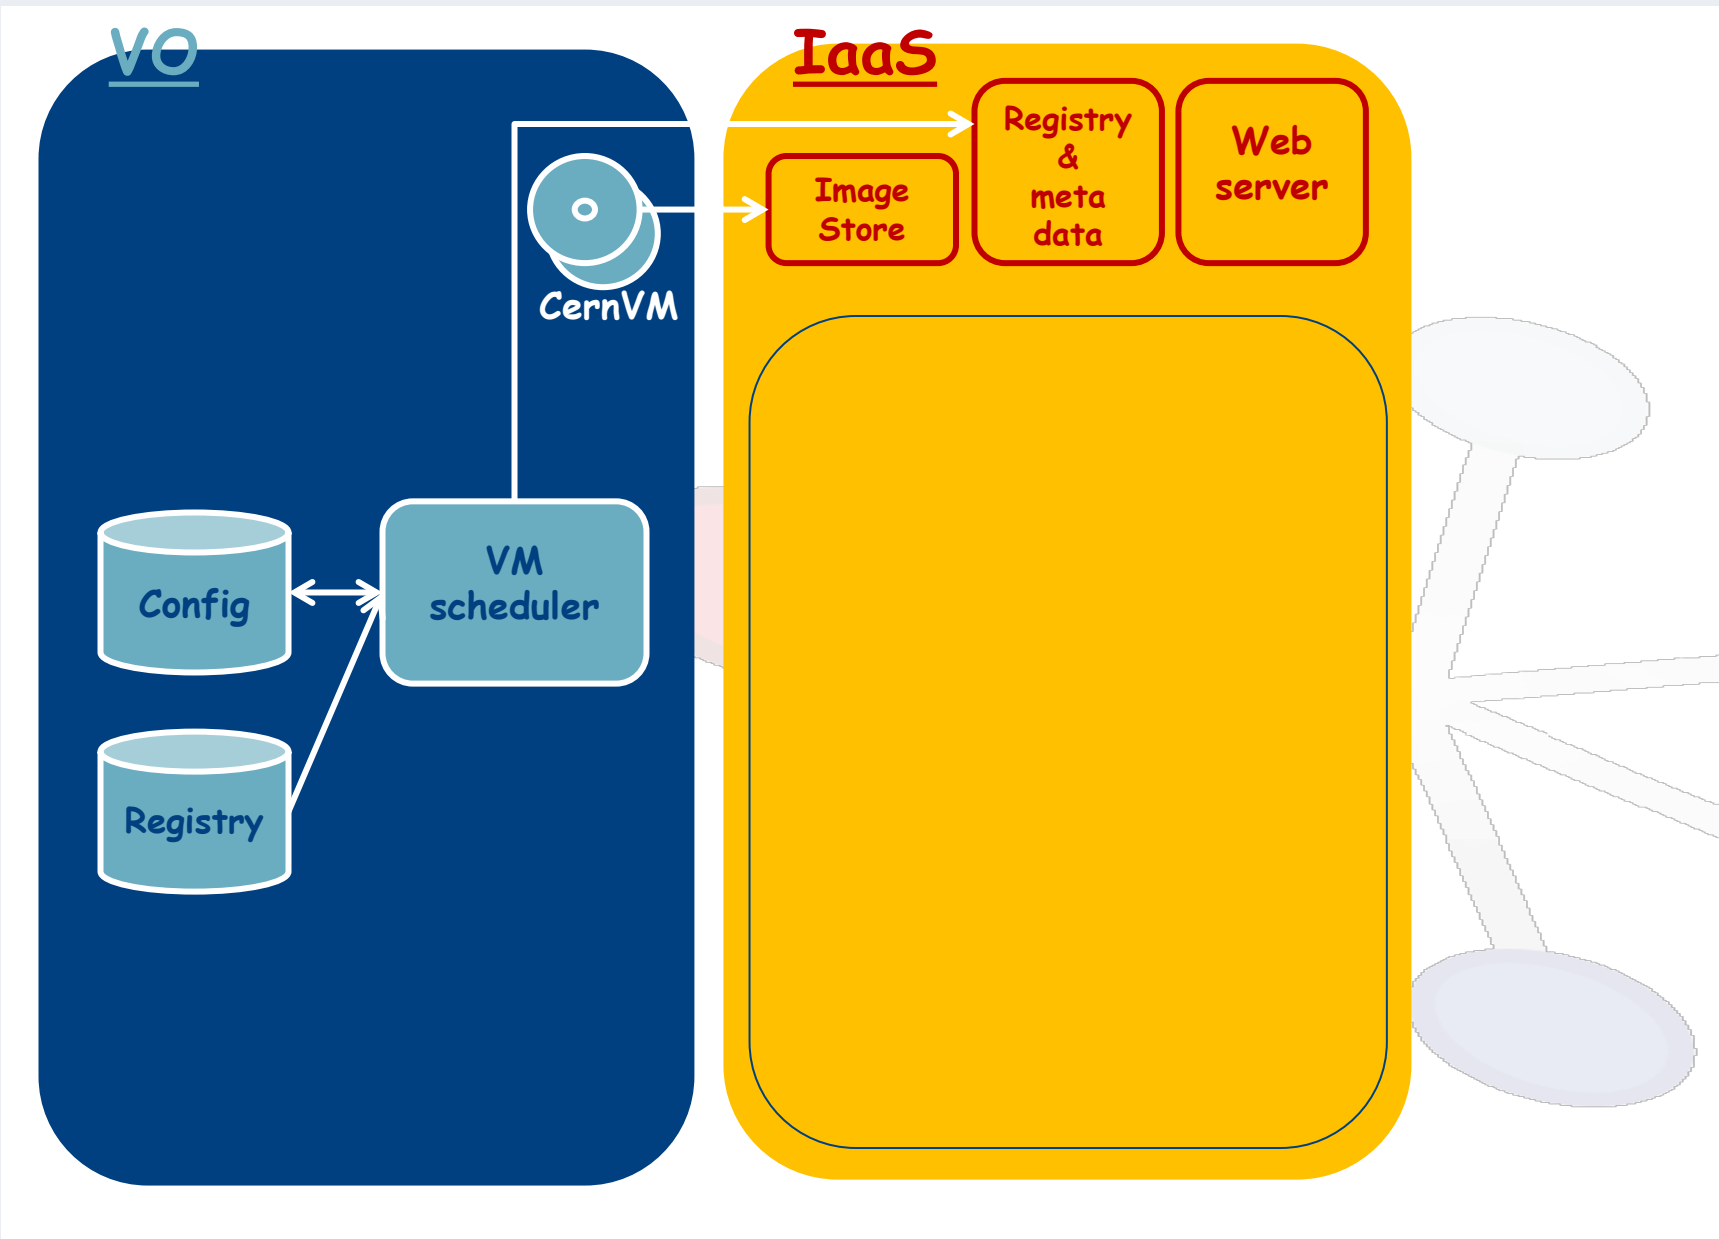 VO
IaaS
Registry
&
meta
data
Web
server
Image
Store
CernVM
VM
scheduler
Config
Registry